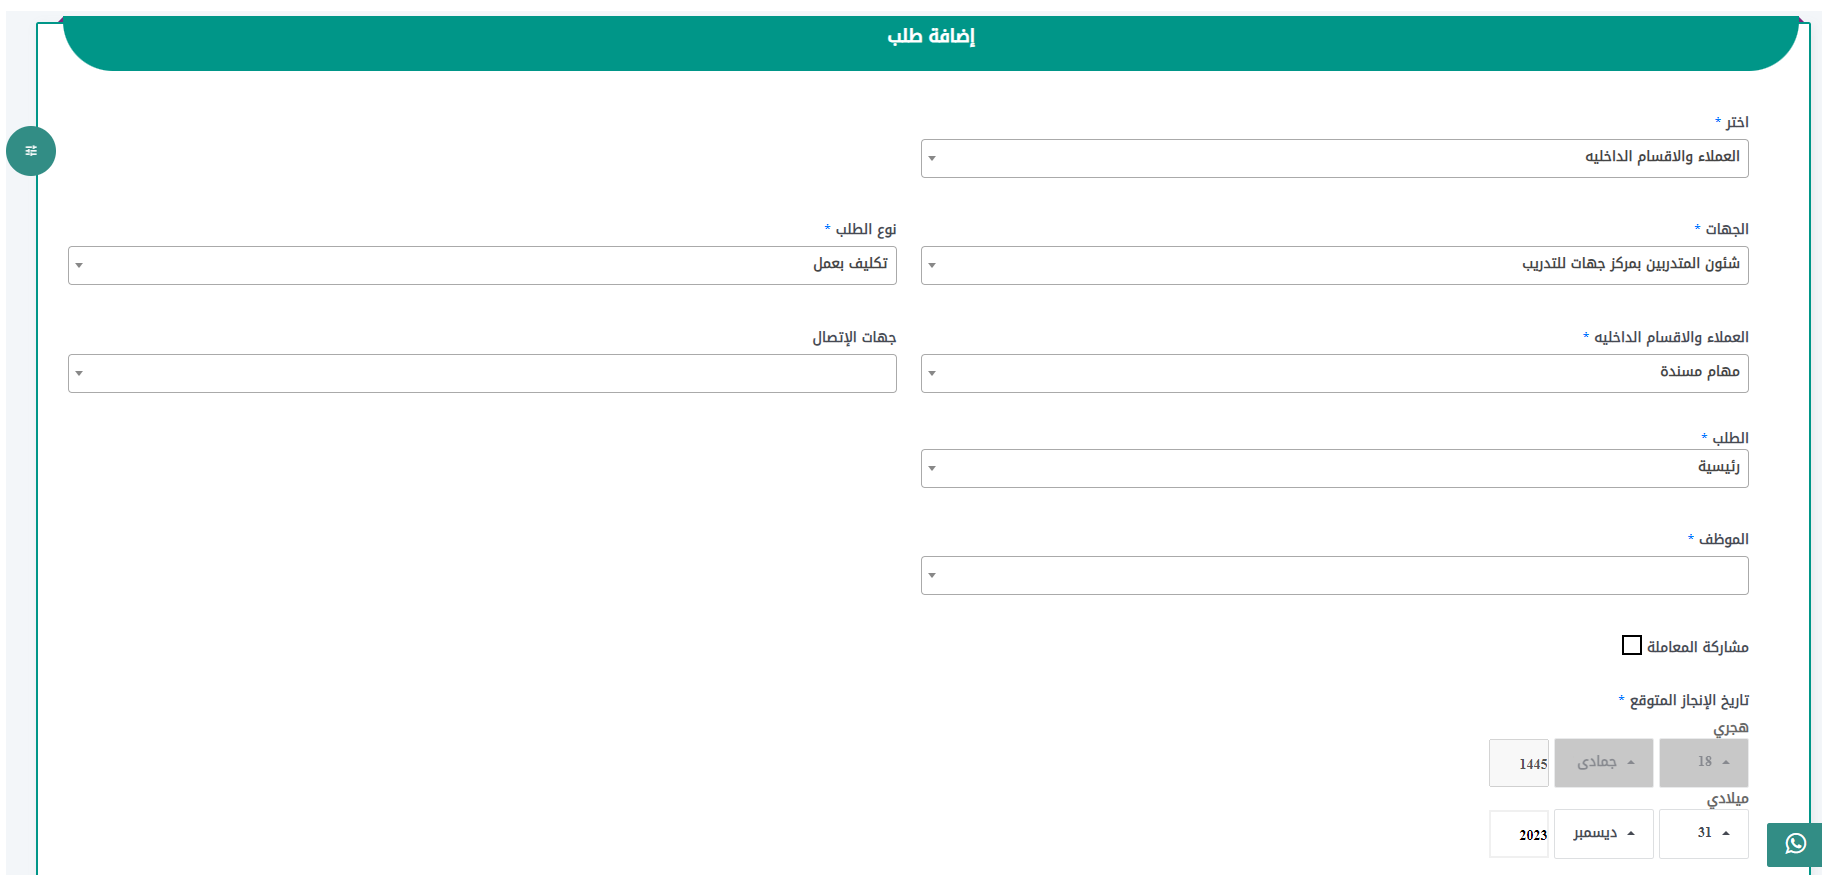 إضافة طلب
اختر *
العملاء والاقسام الداخليه
الجهات *
نوع الطلب *
شئون المتدربين بمركز جهات للتدريب
تكليف بعمل
العملاء والاقسام الداخليه *
جهات الإتصال
مهام مسندة
الطلب *
رئيسية
الموظف *
مشاركة المعاملة
تاريخ الإنجاز المتوقع *
هجري
18 جمادى 1445
ميلادي
31 ديسمبر 2023